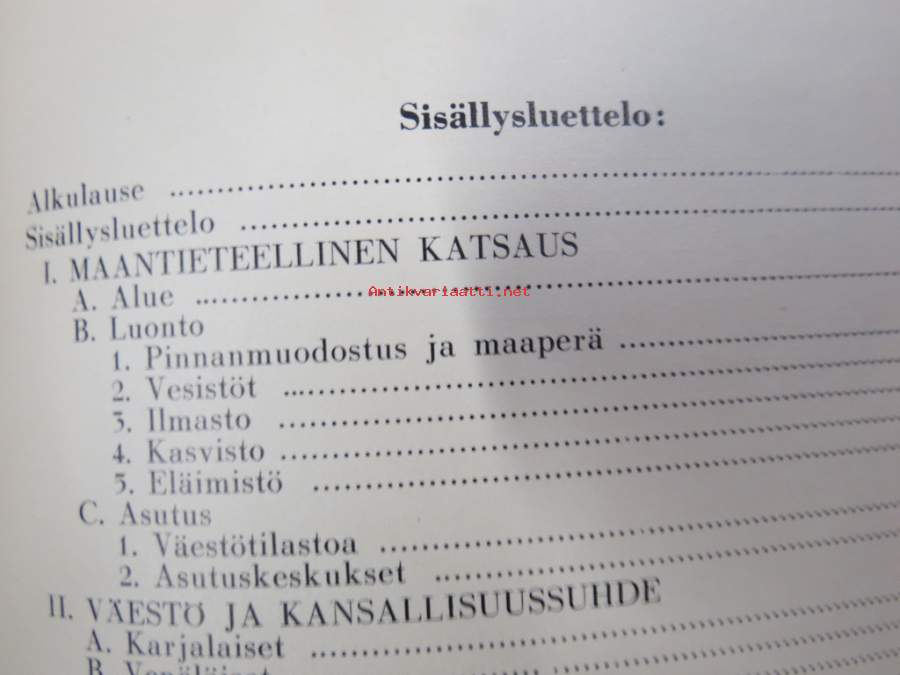 Sisällysluettelo:
Alkulause
Sisällysluettelo
I. MAANTIETEELLINEN KATSAUS
A. Alue
Antikvariaatti.net
B. Luonto
1. Pinnanmuodostus ja maaperä
2. Vesistöt
3. Ilmasto
4. Kasvisto
5. Eläimistö
C. Asutus
1. Väestötilastoa
2. Asutuskeskukset
II. VÄESTÖ JA KANSALLISUUSSUHDE
A. Karjalaiset
B. Venäläiset